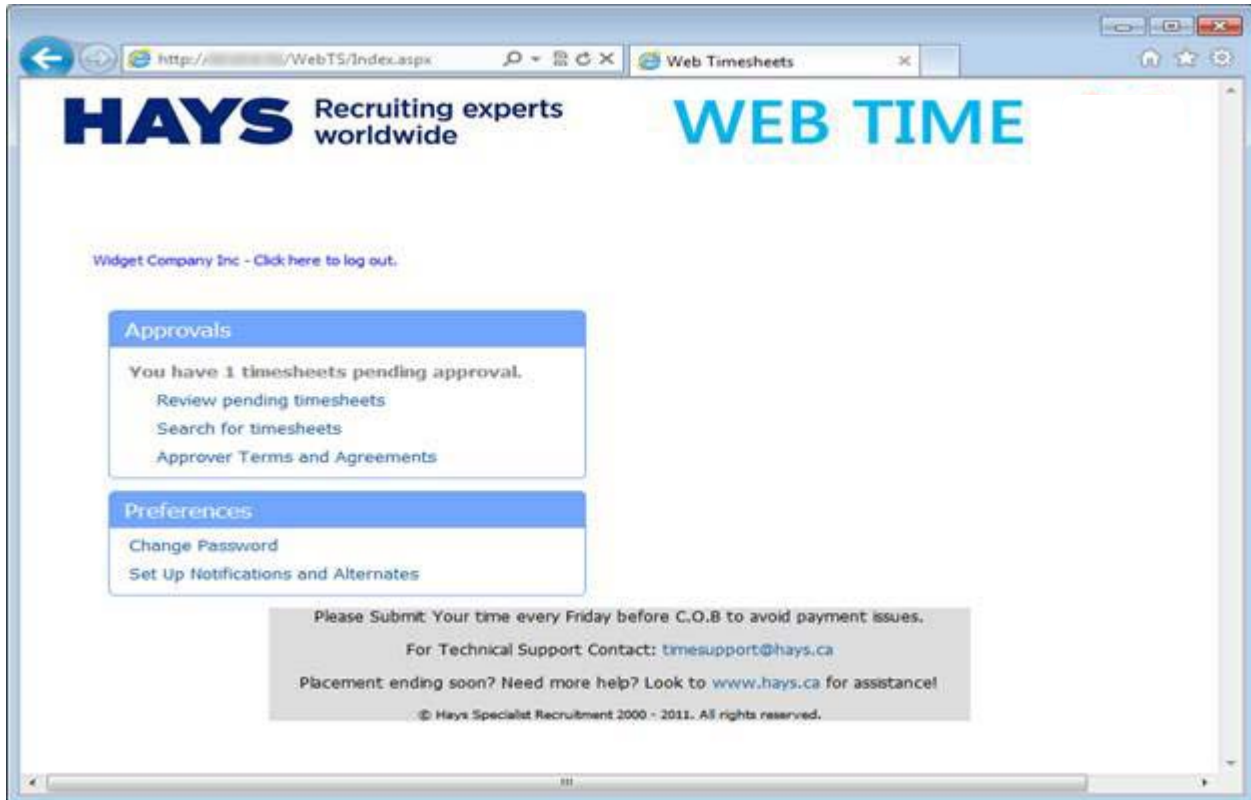 http:// /WebTS/Index.aspx
Web Timesheets
HAYS Recruiting experts
worldwide
WEB TIME
Widget Company Inc - Click here to log out.
Approvals
You have 1 timesheets pending approval.
Review pending timesheets
Search for timesheets
Approver Terms and Agreements
Preferences
Change Password
Set Up Notifications and Alternates
Please Submit Your time every Friday before C.O.B to avoid payment issues.
For Technical Support Contact: timesupport@hays.ca
Placement ending soon? Need more help? Look to www.hays.ca for assistance!
© Hays Specialist Recruitment 2000 - 2011. All rights reserved.